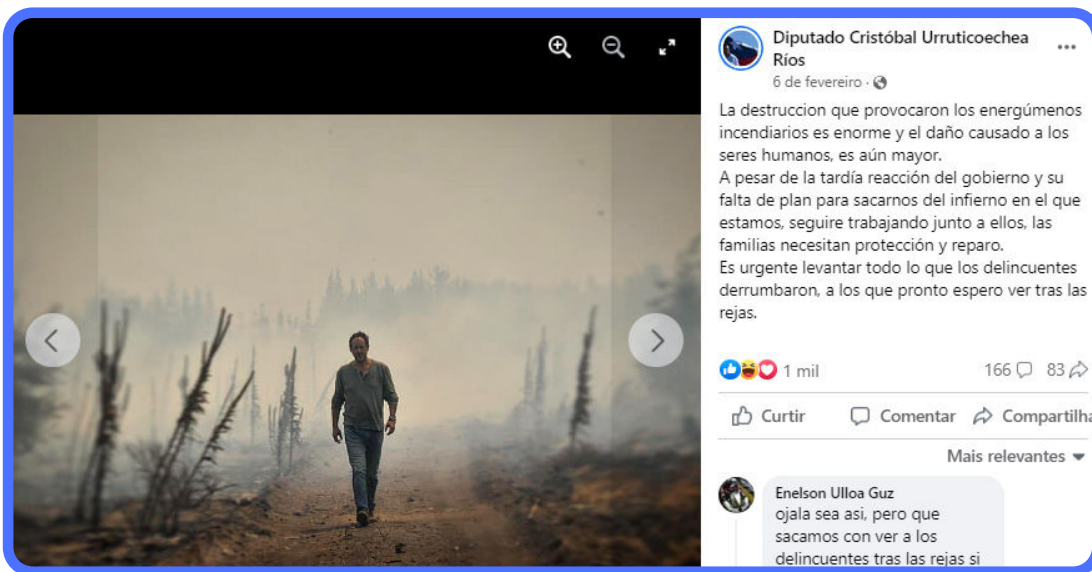 Diputado Cristóbal Urruticoechea
Ríos
6 de fevereiro ·
La destruccion que provocaron los energúmenos
incendiarios es enorme y el daño causado a los
seres humanos, es aún mayor.
A pesar de la tardía reacción del gobierno y su
falta de plan para sacarnos del infierno en el que
estamos, seguire trabajando junto a ellos, las
familias necesitan protección y reparo.
Es urgente levantar todo lo que los delincuentes
derrumbaron, a los que pronto espero ver tras las
rejas.
1 mil 166 83
Curtir Comentar Compartilha
Mais relevantes
Enelson Ulloa Guz
ojala sea asi, pero que
sacamos con ver a los
delincuentes tras las rejas si